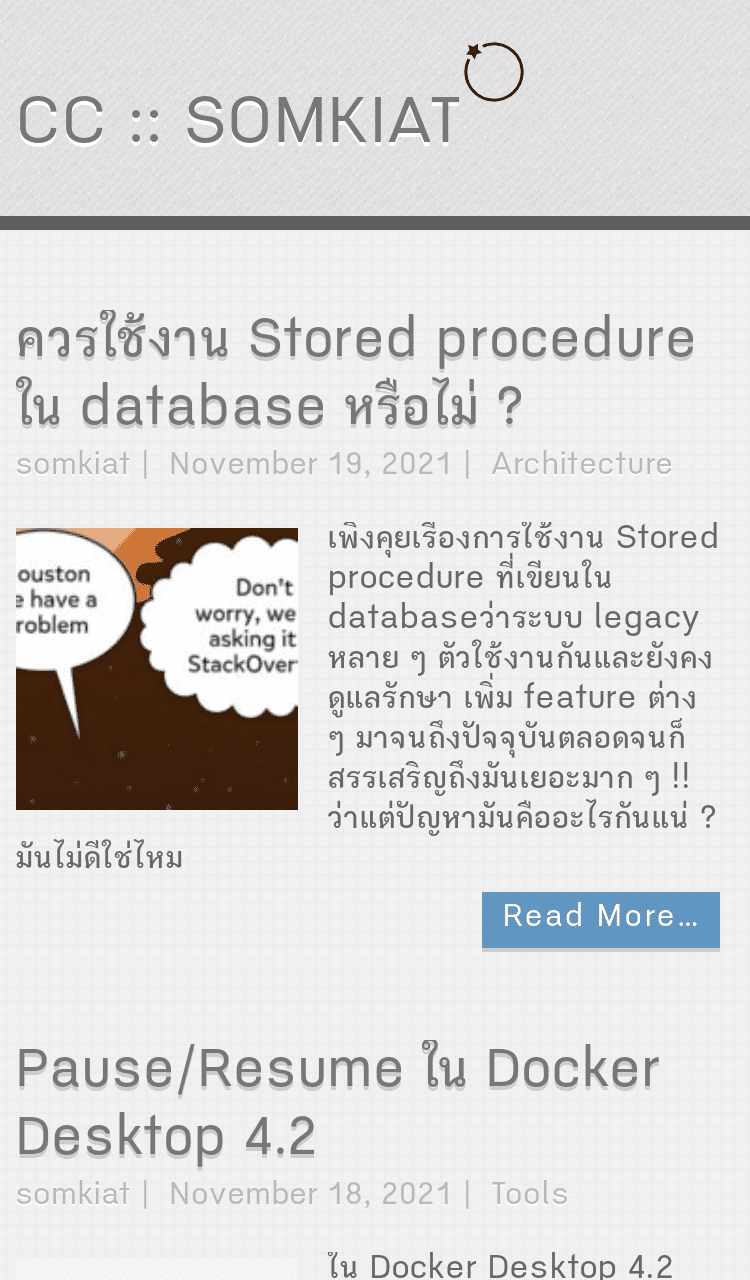 CC :: SOMKIAT
ควรใช้งาน Stored procedure
ใน database หรือไม่ ?
somkiat | November 19, 2021 | Architecture
ouston
e have a
roblem
Don't
worry, we
asking it
StackOver
เพิ่งคุยเรื่องการใช้งาน Stored
procedure ที่เขียนใน
databaseว่าระบบ legacy
หลาย ๆ ตัวใช้งานกันและยังคง
ดูแลรักษา เพิ่ม feature ต่าง
ๆ มาจนถึงปัจจุบันตลอดจนก็
สรรเสริญถึงมันเยอะมาก ๆ !!
ว่าแต่ปัญหามันคืออะไรกันแน่ ?
มันไม่ดีใช่ไหม
Read More...
Pause/Resume ใน Docker
Desktop 4.2
somkiat | November 18, 2021 | Tools
ใน Docker Desktop 4.2